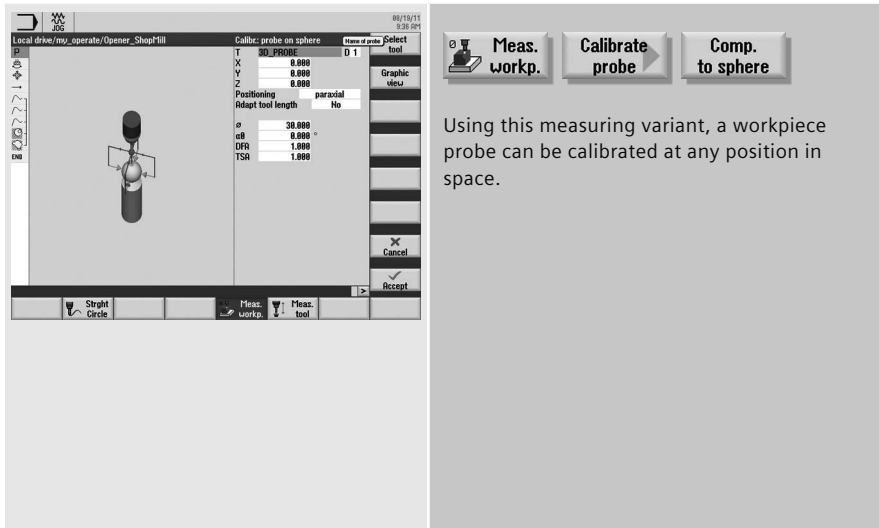 JOG
08/19/11
9:36 AM
Local drive/my_operate/Opener_ShopMill
Calibr.: probe on sphere
Name of probe
Select
tool
P
T 3D_PROBE D 1
X 0.000
Y 0.000
Z 0.000
Graphic
view
Positioning paraxial
Adapt tool length No
ø 30.000
α0 0.000 °
DFA 1.000
TSA 1.000
END
Cancel
Accept
Strght
Circle
Meas.
workp.
Meas.
tool
Meas.
workp.
Calibrate
probe
Comp.
to sphere
Using this measuring variant, a workpiece
probe can be calibrated at any position in
space.